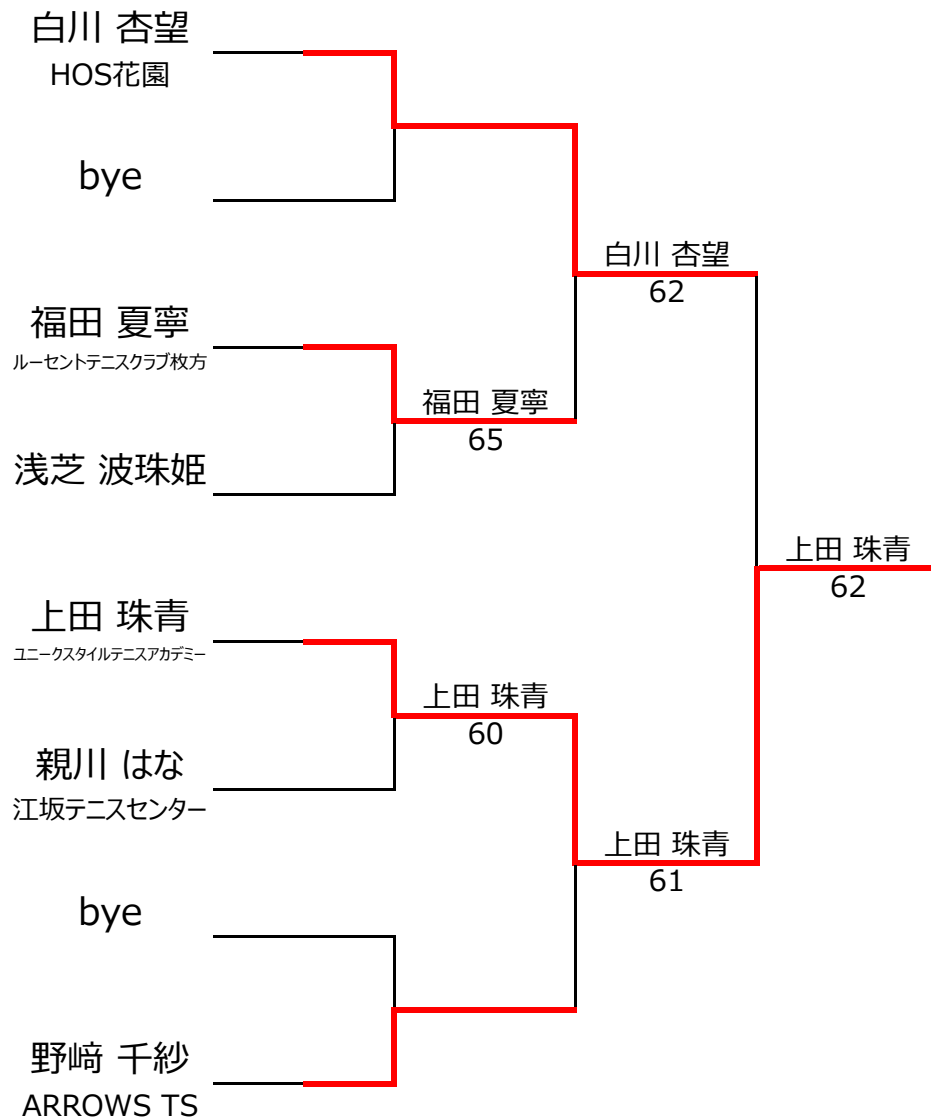 白川 杏望
HOS花園
bye
白川 杏望
62
福田 夏寧
ルーセントテニスクラブ枚方
福田 夏寧
65
浅芝 波珠姫
上田 珠青
62
上田 珠青
ユニークスタイルテニスアカデミー
上田 珠青
60
親川 はな
江坂テニスセンター
上田 珠青
61
bye
野﨑 千紗
ARROWS TS